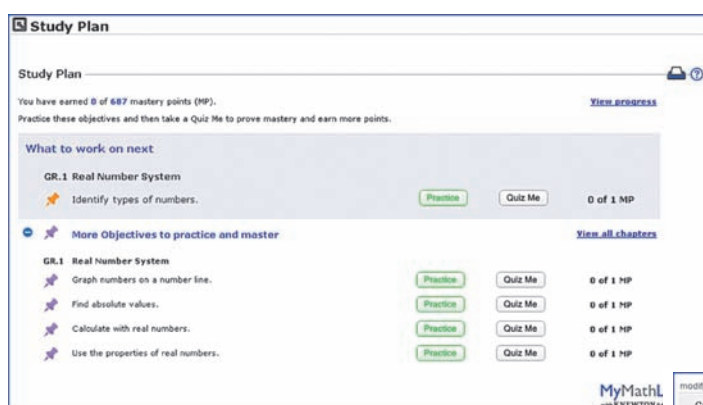 Study Plan
Study Plan
You have earned 0 of 687 mastery points (MP). View progress
Practice these objectives and then take a Quiz Me to prove mastery and earn more points.
What to work on next
GR.1 Real Number System
Identify types of numbers. Practice Quiz Me 0 of 1 MP
More Objectives to practice and master View all chapters
GR.1 Real Number System
Graph numbers on a number line. Practice Quiz Me 0 of 1 MP
Find absolute values. Practice Quiz Me 0 of 1 MP
Calculate with real numbers. Practice Quiz Me 0 of 1 MP
Use the properties of real numbers. Practice Quiz Me 0 of 1 MP
MyMathL